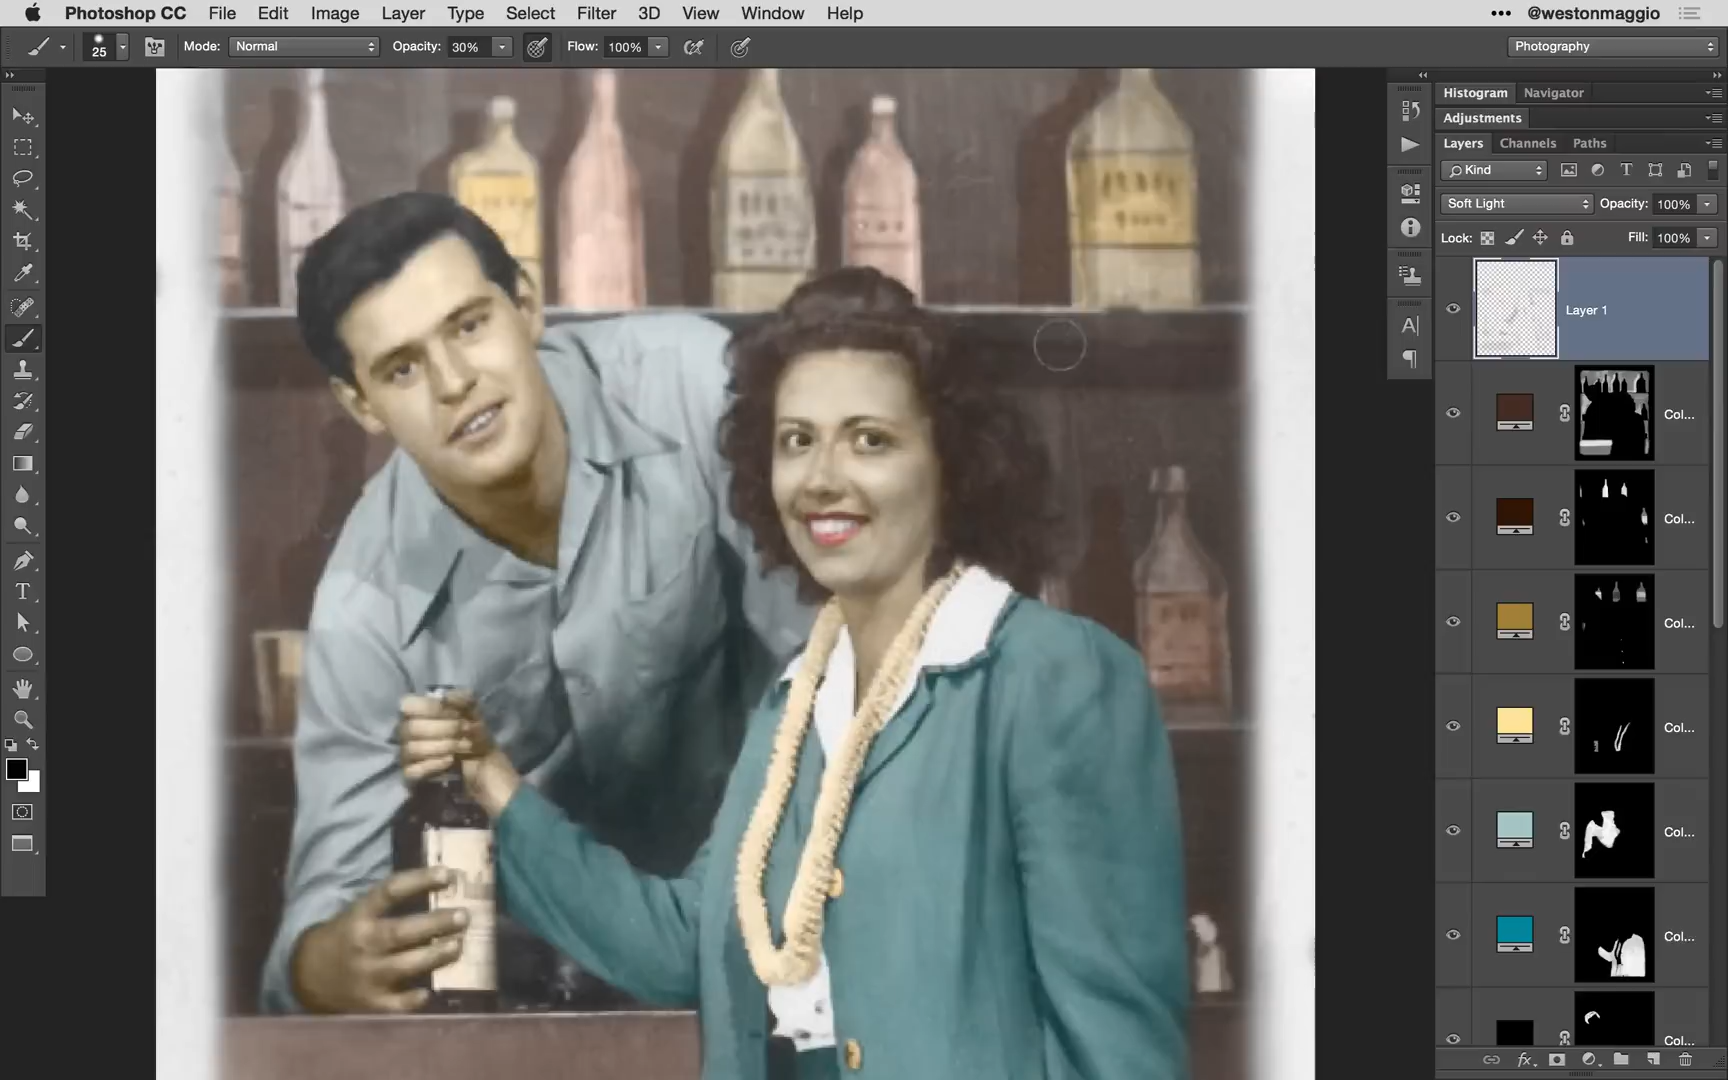 Photoshop CC File Edit Image Layer Type Select Filter 3D View Window Help ••• @westonmaggio
25 Mode: Normal Opacity: 30% Flow: 100% Photography
Histogram Navigator
Adjustments
Layers Channels Paths
Kind T
Soft Light Opacity: 100%
Lock: Fill: 100%
A
Layer 1
Col...
Col...
Col...
Col...
Col...
Col...
Col...
T